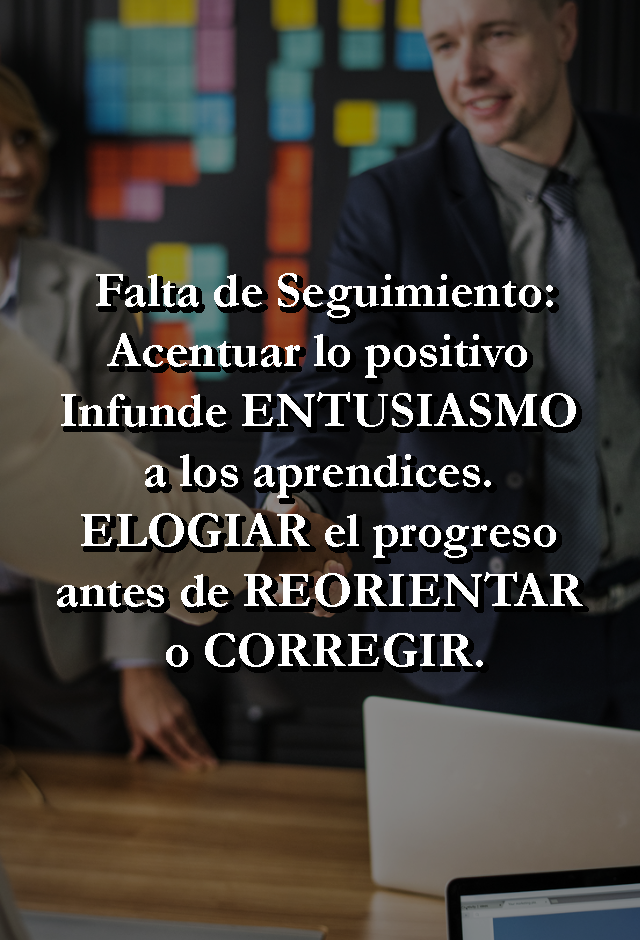 Falta de Seguimiento:
Acentuar lo positivo
Infunde ENTUSIASMO
a los aprendices.
ELOGIAR el progreso
antes de REORIENTAR
o CORREGIR.